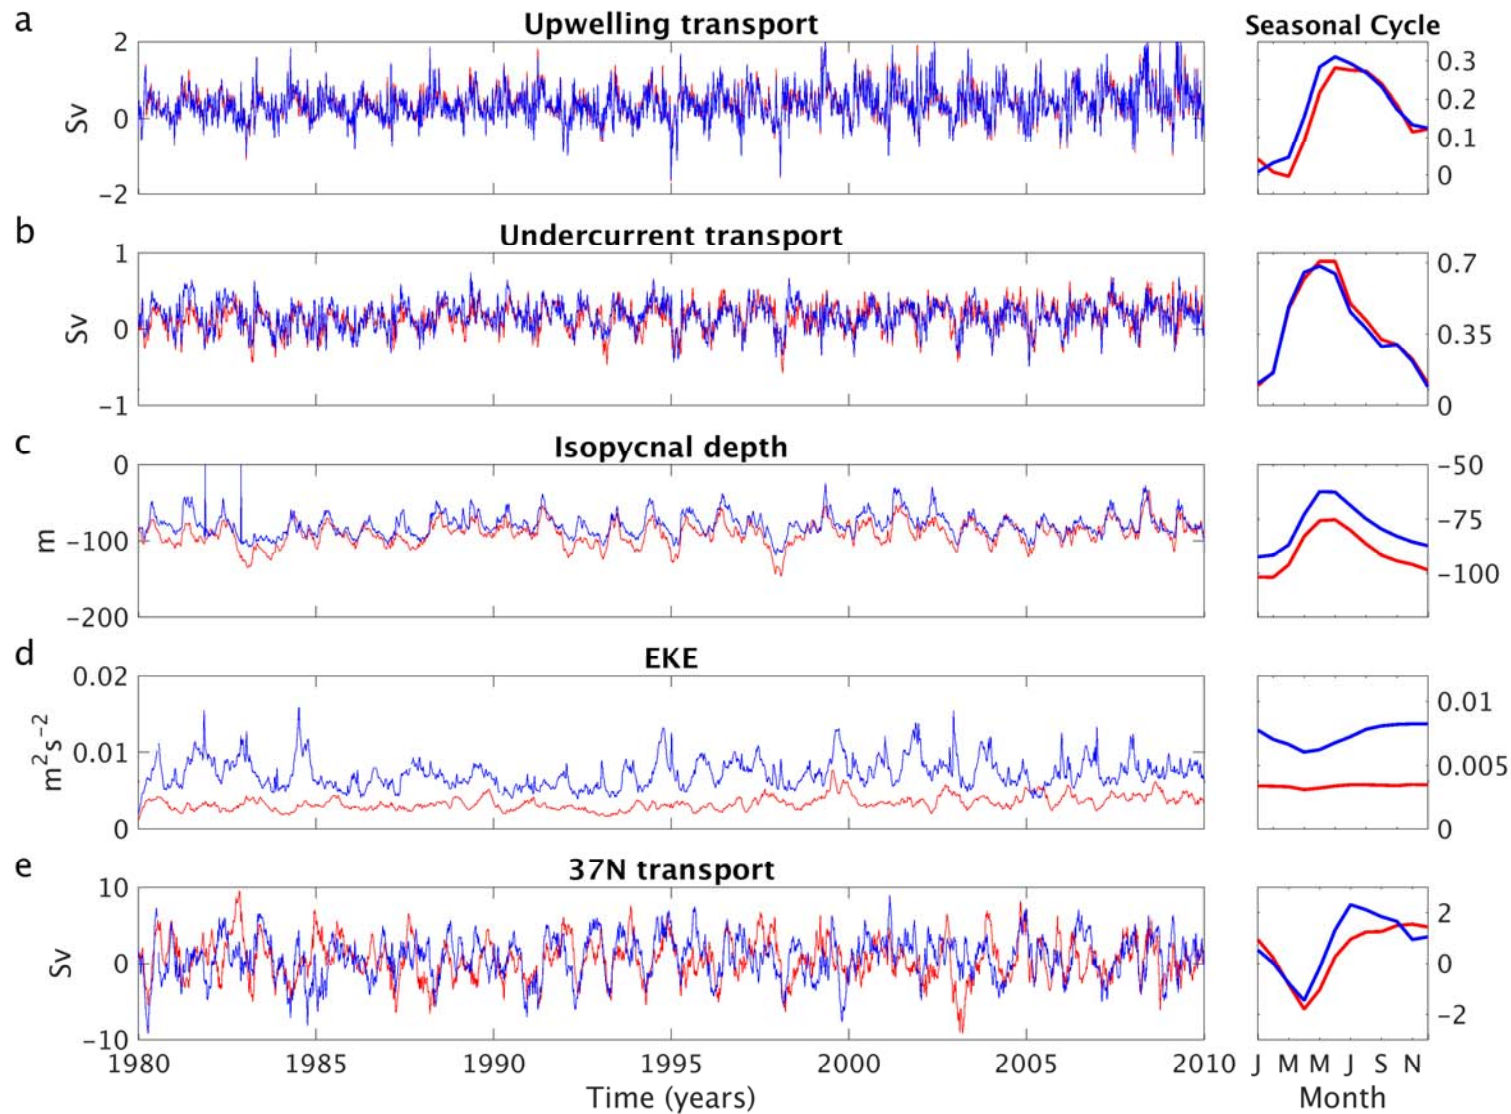 a
Upwelling transport
Seasonal Cycle
2
0
−2
Sv
0.3
0.2
0.1
0
b
Undercurrent transport
1
0
−1
Sv
0.7
0.35
0
c
Isopycnal depth
0
−100
−200
m
−50
−75
−100
d
EKE
0.02
0.01
0
m²s⁻²
0.01
0.005
0
e
37N transport
10
0
−10
Sv
2
0
−2
1980 1985 1990 1995 2000 2005 2010
J M M J S N
Time (years)
Month